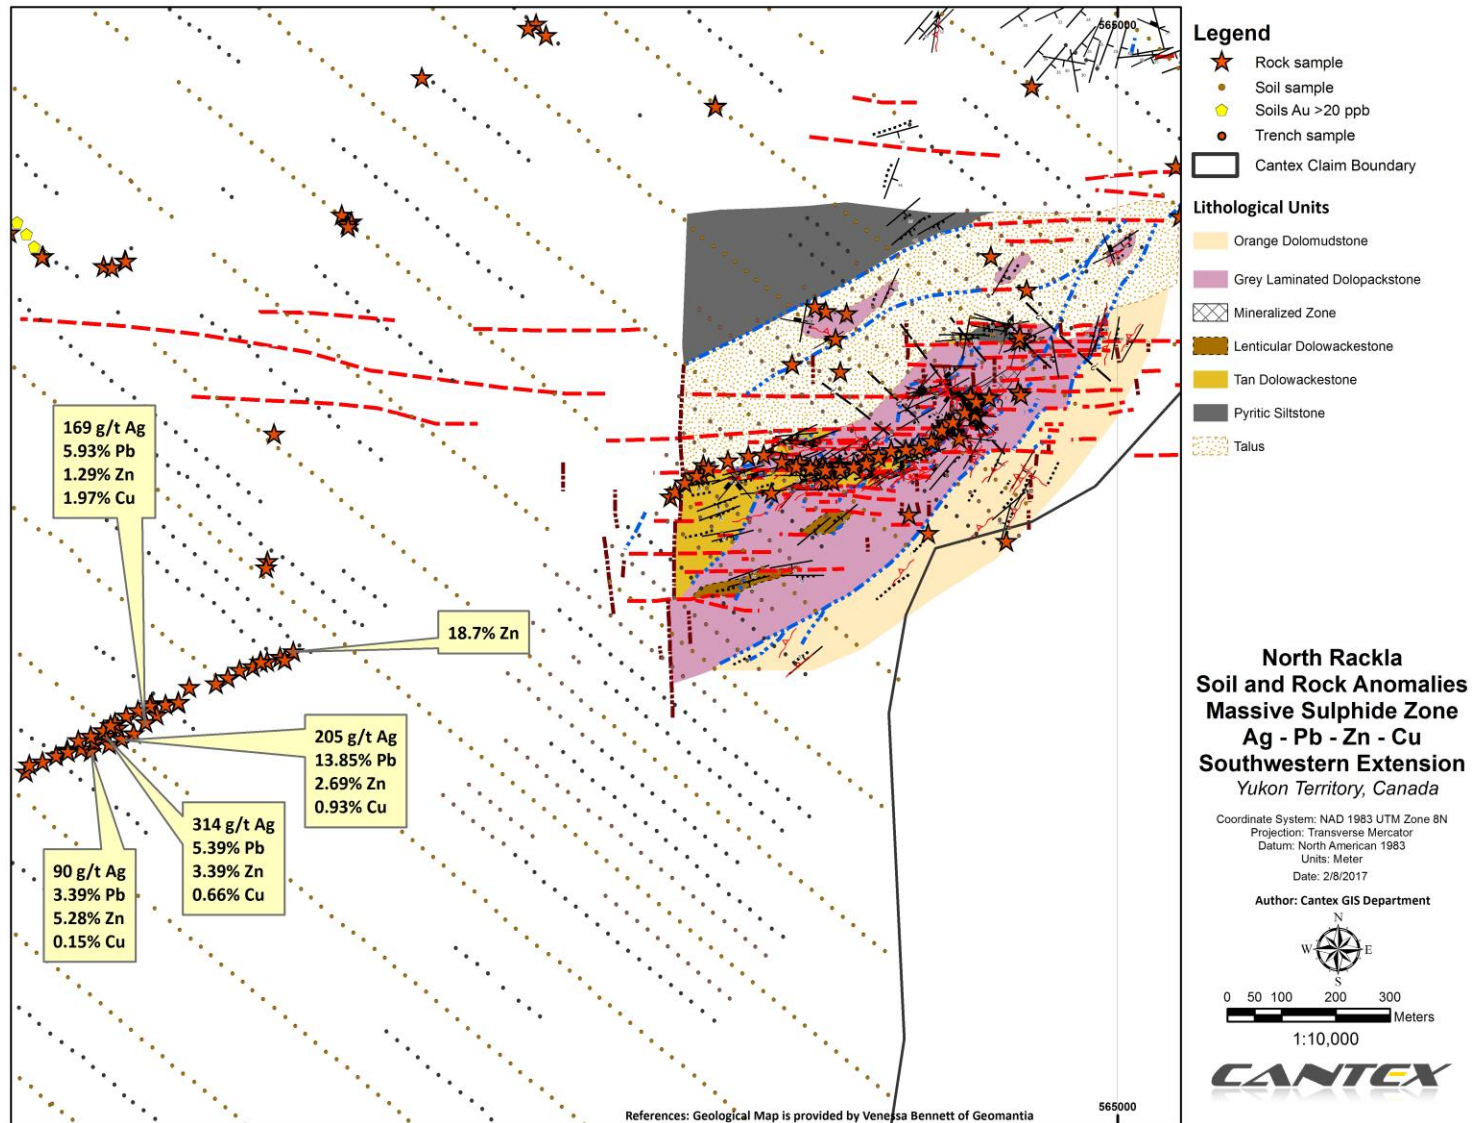 565000
169 g/t Ag
5.93% Pb
1.29% Zn
1.97% Cu
18.7% Zn
205 g/t Ag
13.85% Pb
2.69% Zn
0.93% Cu
314 g/t Ag
5.39% Pb
3.39% Zn
0.66% Cu
90 g/t Ag
3.39% Pb
5.28% Zn
0.15% Cu
565000
References: Geological Map is provided by Venessa Bennett of Geomantia
Legend
Rock sample
Soil sample
Soils Au >20 ppb
Trench sample
Cantex Claim Boundary
Lithological Units
Orange Dolomudstone
Grey Laminated Dolopackstone
Mineralized Zone
Lenticular Dolowackestone
Tan Dolowackestone
Pyritic Siltstone
Talus
North Rackla
Soil and Rock Anomalies
Massive Sulphide Zone
Ag - Pb - Zn - Cu
Southwestern Extension
Yukon Territory, Canada
Coordinate System: NAD 1983 UTM Zone 8N
Projection: Transverse Mercator
Datum: North American 1983
Units: Meter
Date: 2/8/2017
Author: Cantex GIS Department
N
W E
S
0 50 100 200 300
Meters
1:10,000
CANTEX